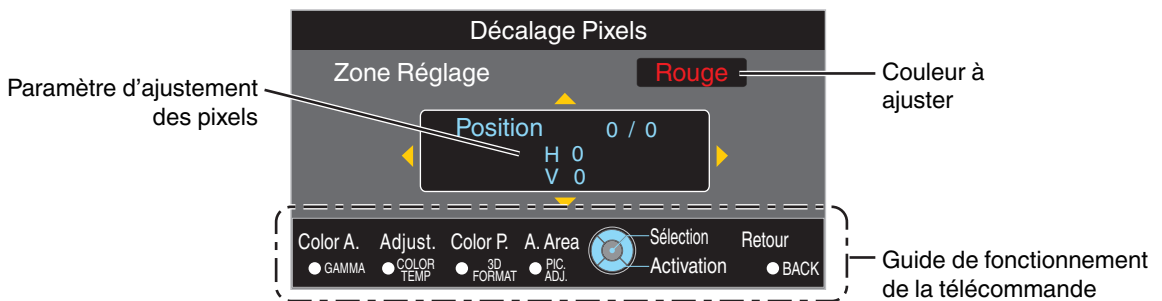 Décalage Pixels
Zone Réglage Rouge
Couleur à
ajuster
Paramètre d'ajustement
des pixels
Position 0 / 0
H 0
V 0
Color A. Adjust. Color P. A. Area Sélection Retour
GAMMA COLOR TEMP 3D FORMAT PIC. ADJ. Activation BACK
Guide de fonctionnement
de la télécommande